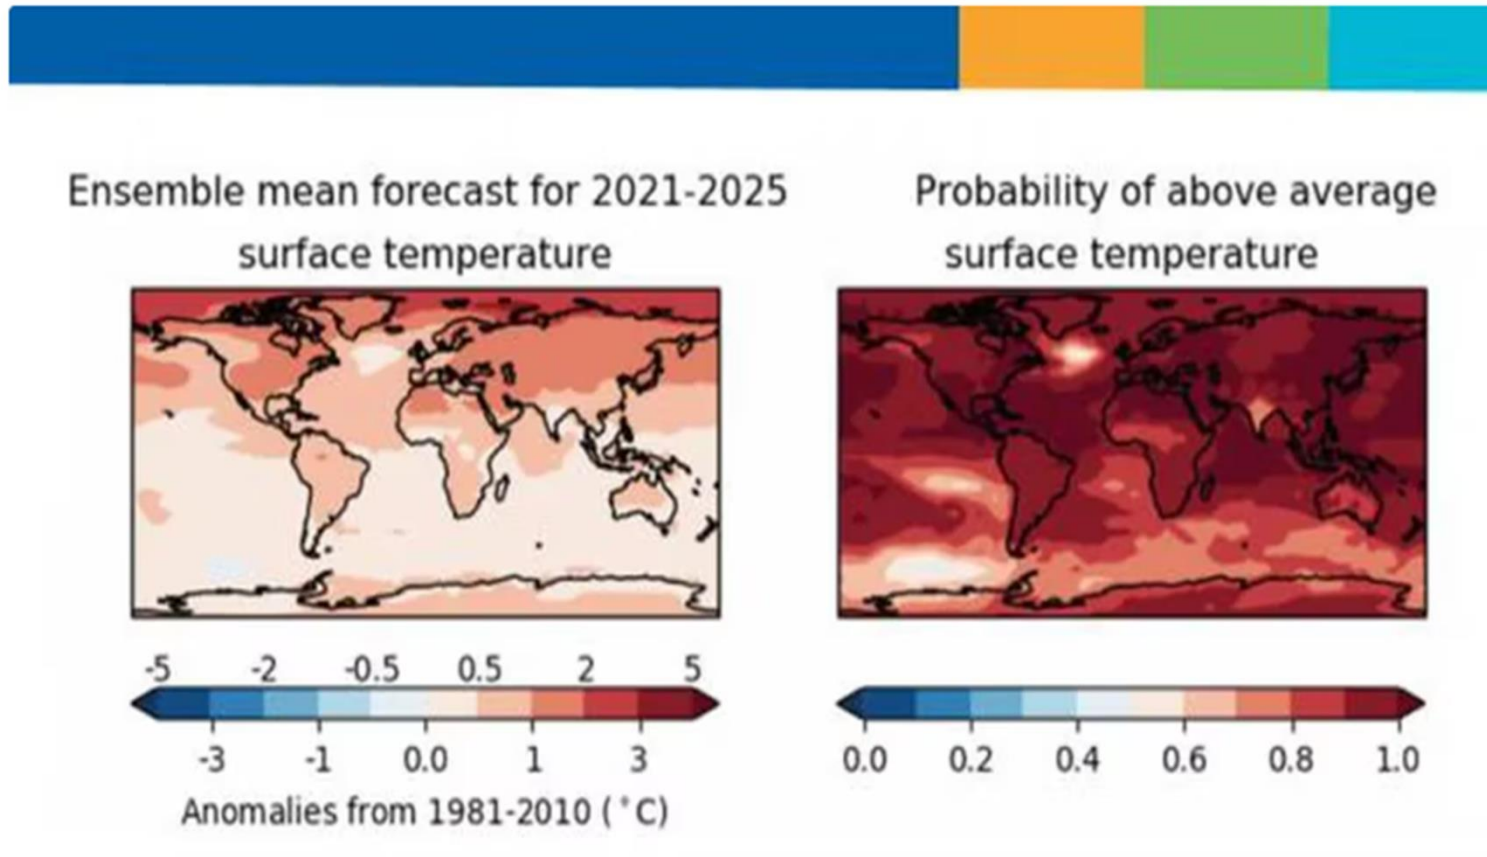 Ensemble mean forecast for 2021-2025
surface temperature
-5 -2 -0.5 0.5 2 5
-3 -1 0.0 1 3
Anomalies from 1981-2010 (°C)
Probability of above average
surface temperature
0.0 0.2 0.4 0.6 0.8 1.0